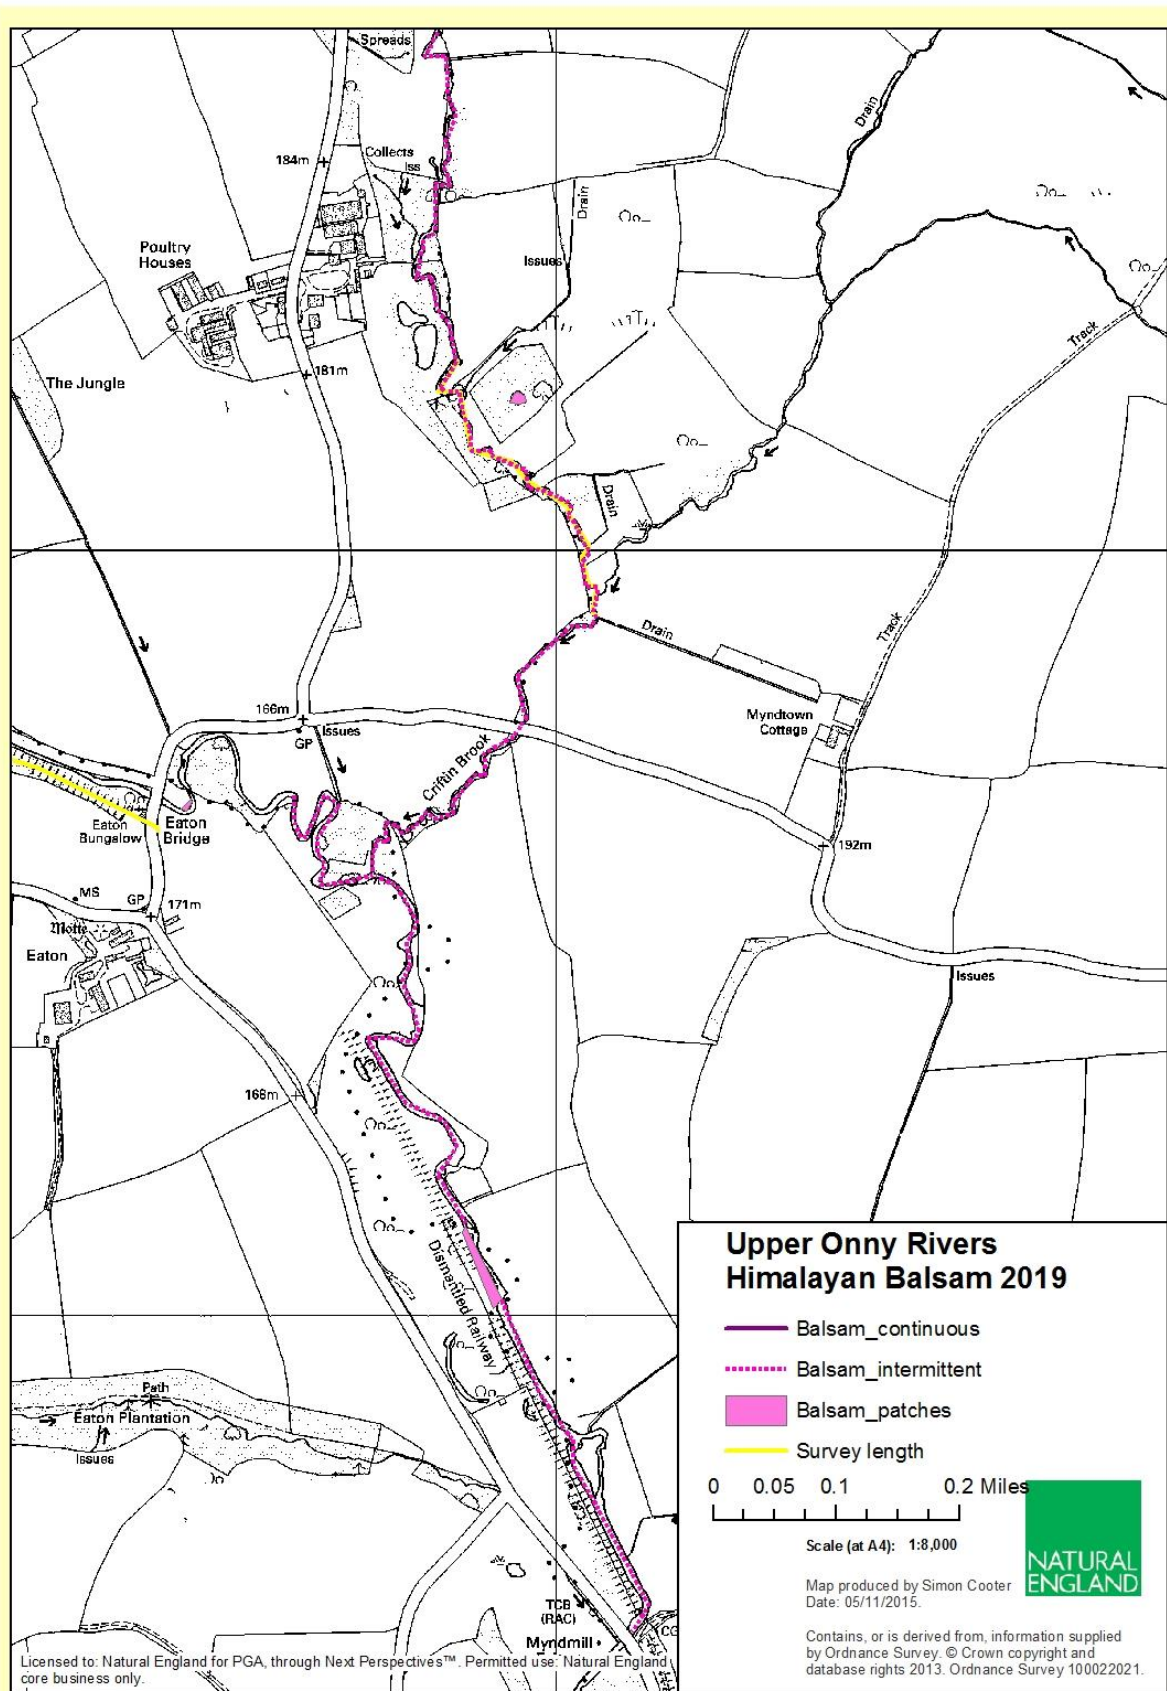 Spreads
Drain
184m
Collects
Iss
Drain
Poultry
Houses
Issues
Track
181m
The Jungle
Drain
Drain
Track
166m
Issues
GP
Myndtown
Cottage
Criftin Brook
Eaton
Bungalow
Eaton
Bridge
192m
MS
GP
171m
Motte
Eaton
Issues
168m
Dismantled Railway
Path
Eaton Plantation
Issues
TCB
(RAC)
Myndmill
CG
Upper Onny Rivers
Himalayan Balsam 2019
Balsam_continuous
Balsam_intermittent
Balsam_patches
Survey length
0 0.05 0.1 0.2 Miles
Scale (at A4): 1:8,000
NATURAL
ENGLAND
Map produced by Simon Cooter
Date: 05/11/2015.
Contains, or is derived from, information supplied
by Ordnance Survey. © Crown copyright and
database rights 2013. Ordnance Survey 100022021.
Licensed to: Natural England for PGA, through Next Perspectives™. Permitted use: Natural England
core business only.